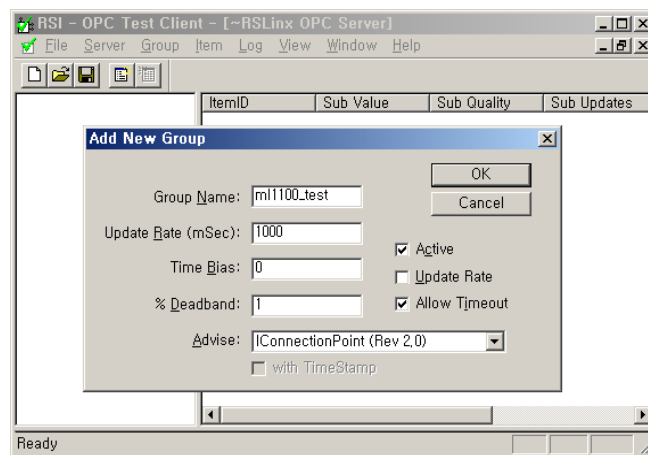 RSI - OPC Test Client - [~RSLinx OPC Server]
File Server Group Item Log View Window Help
ItemID Sub Value Sub Quality Sub Updates
Add New Group
OK
Cancel
Group Name: ml1100_test
Update Rate (mSec): 1000
Active
Time Bias: 0
Update Rate
% Deadband: 1
Allow Timeout
Advise: IConnectionPoint (Rev 2,0)
with TimeStamp
Ready